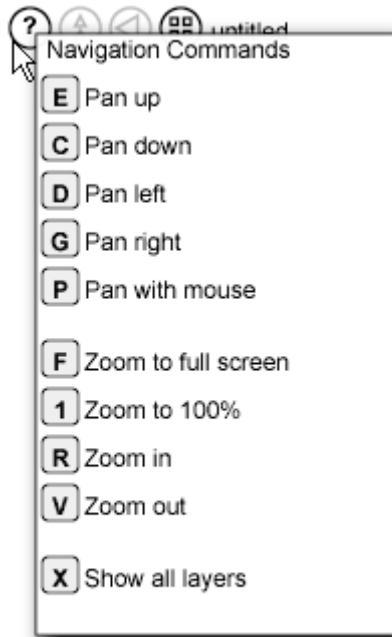 ?
untitled
Navigation Commands
E Pan up
C Pan down
D Pan left
G Pan right
P Pan with mouse
F Zoom to full screen
1 Zoom to 100%
R Zoom in
V Zoom out
X Show all layers